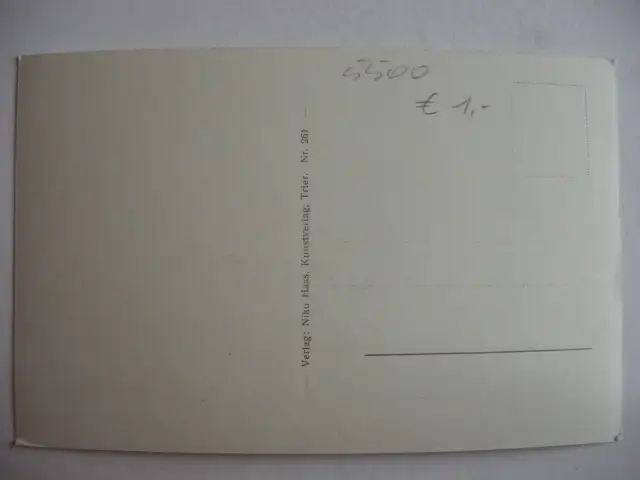 5500
€ 1,-
Verlag: Niko Haas, Kunstverlag, Trier. Nr. 261